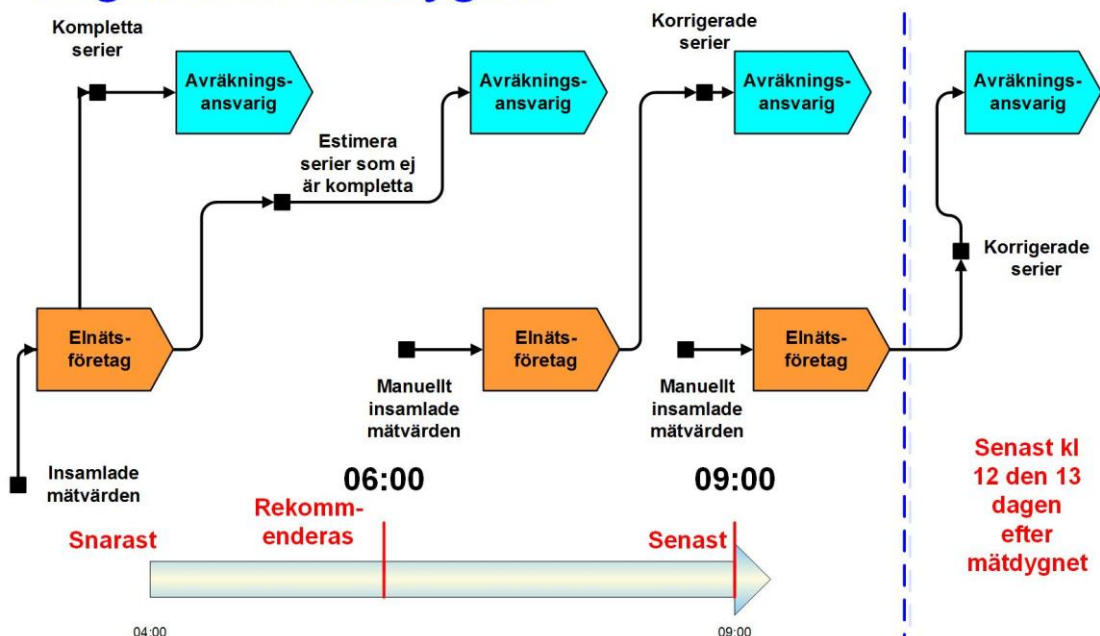 Kompletta
serier
Avräknings-
ansvarig
Avräknings-
ansvarig
Korrigerade
serier
Avräknings-
ansvarig
Avräknings-
ansvarig
Estimera
serier som ej
är kompletta
Korrigerade
serier
Elnäts-
företag
Elnäts-
företag
Elnäts-
företag
Manuellt
insamlade
mätvärden
Manuellt
insamlade
mätvärden
Insamlade
mätvärden
06:00
09:00
Senast kl
12 den 13
dagen
efter
mätdygnet
Snarast
Rekomm-
enderas
Senast
04:00
09:00